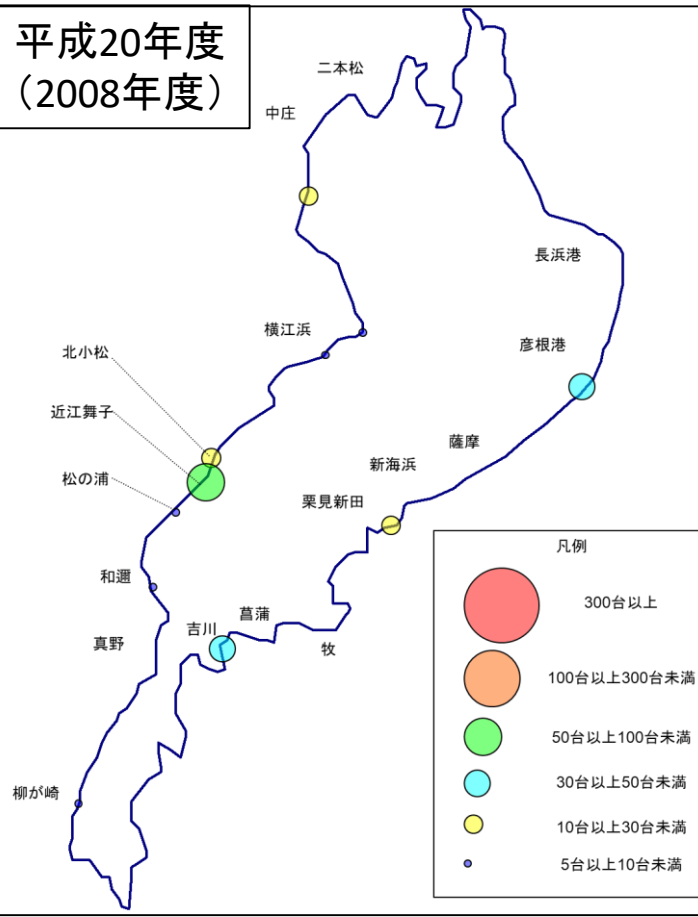 平成20年度
（2008年度）
二本松
中庄
長浜港
横江浜
彦根港
北小松
近江舞子
薩摩
新海浜
松の浦
栗見新田
和邇
菖蒲
吉川
真野
牧
柳が崎
凡例
300台以上
100台以上300台未満
50台以上100台未満
30台以上50台未満
10台以上30台未満
5台以上10台未満